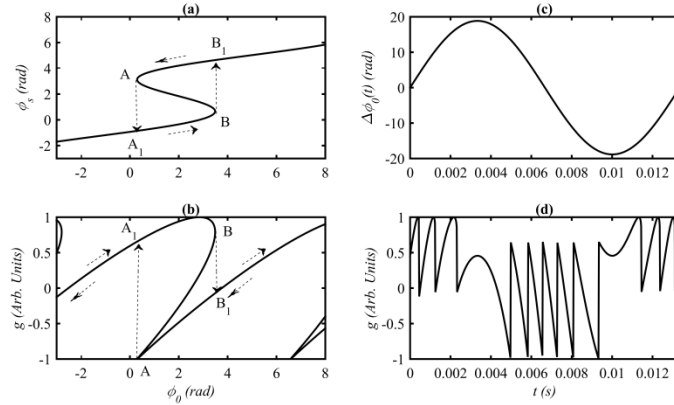 (a)
8
6
4
2
0
-2
ϕs (rad)
A
B1
A1
B
-2 0 2 4 6 8
(c)
20
10
0
-10
-20
Δϕ0(t) (rad)
0 0.002 0.004 0.006 0.008 0.01 0.012
(b)
1
0.5
0
-0.5
-1
g (Arb. Units)
A1
B
B1
A
-2 0 2 4 6 8
ϕ0 (rad)
(d)
1
0.5
0
-0.5
-1
g (Arb. Units)
0 0.002 0.004 0.006 0.008 0.01 0.012
t (s)